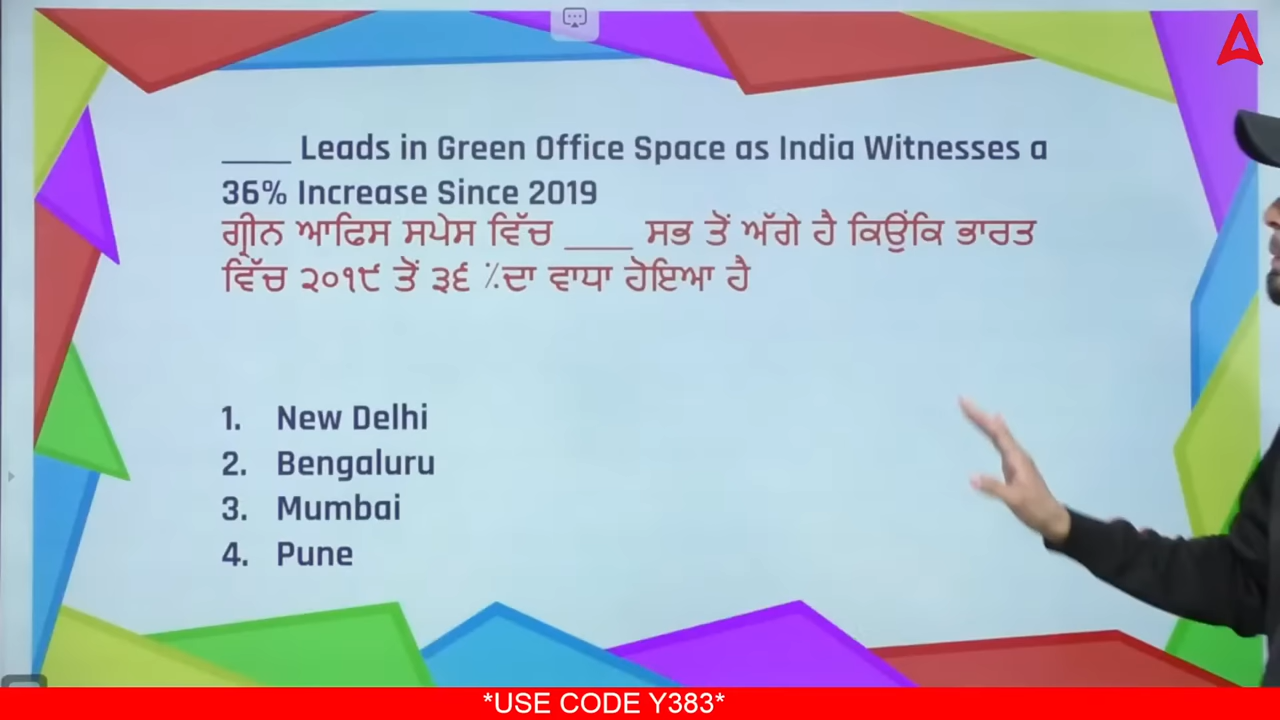 ____ Leads in Green Office Space as India Witnesses a
36% Increase Since 2019
ਗ੍ਰੀਨ ਆਫਿਸ ਸਪੇਸ ਵਿੱਚ ____ ਸਭ ਤੋਂ ਅੱਗੇ ਹੈ ਕਿਉਂਕਿ ਭਾਰਤ
ਵਿੱਚ ੨੦੧੯ ਤੋਂ ੩੬ ٪ਦਾ ਵਾਧਾ ਹੋਇਆ ਹੈ
1. New Delhi
2. Bengaluru
3. Mumbai
4. Pune
*USE CODE Y383*